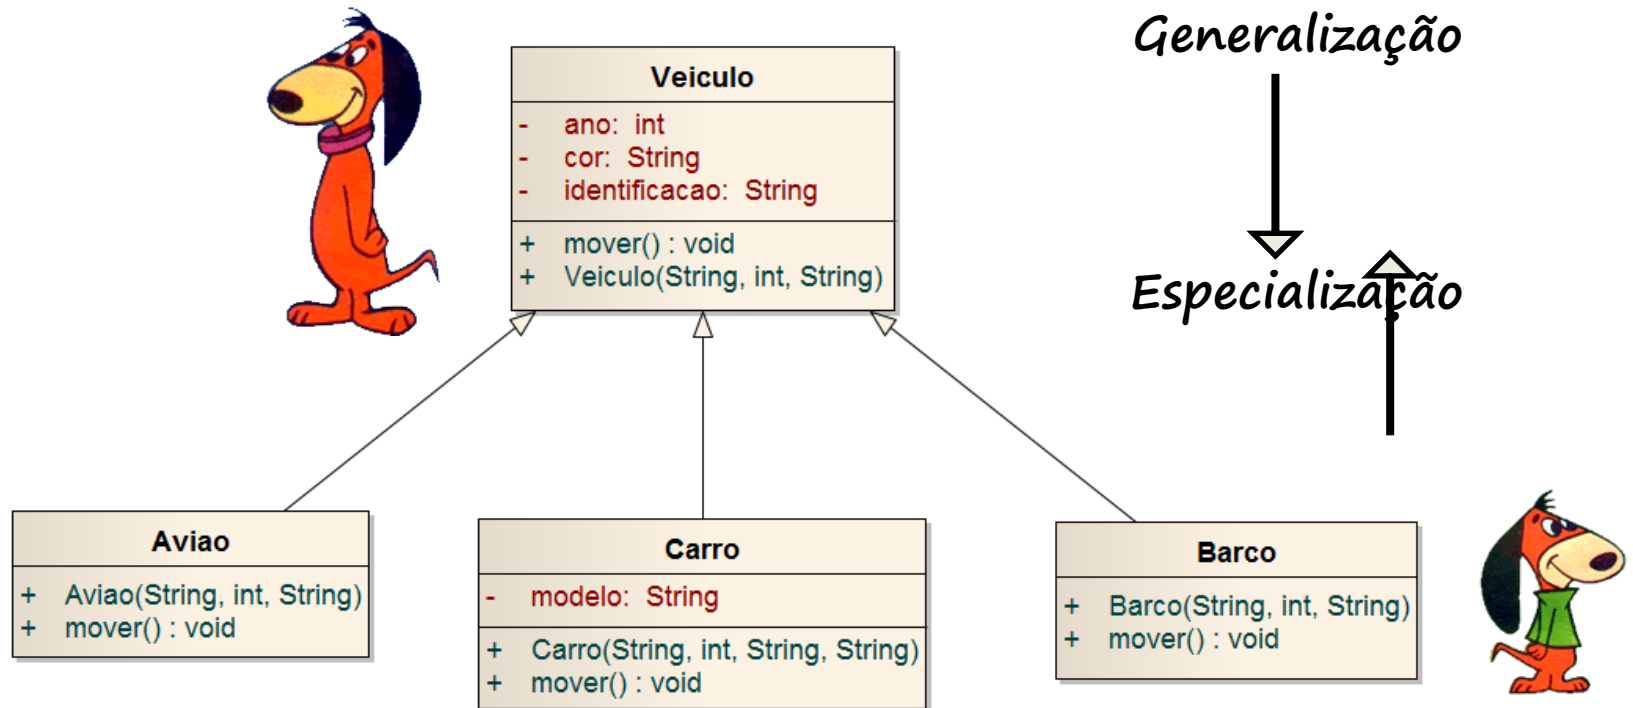 Generalização
Especialização
Veiculo
- ano: int
- cor: String
- identificacao: String
+ mover() : void
+ Veiculo(String, int, String)
Aviao
+ Aviao(String, int, String)
+ mover() : void
Carro
- modelo: String
+ Carro(String, int, String, String)
+ mover() : void
Barco
+ Barco(String, int, String)
+ mover() : void